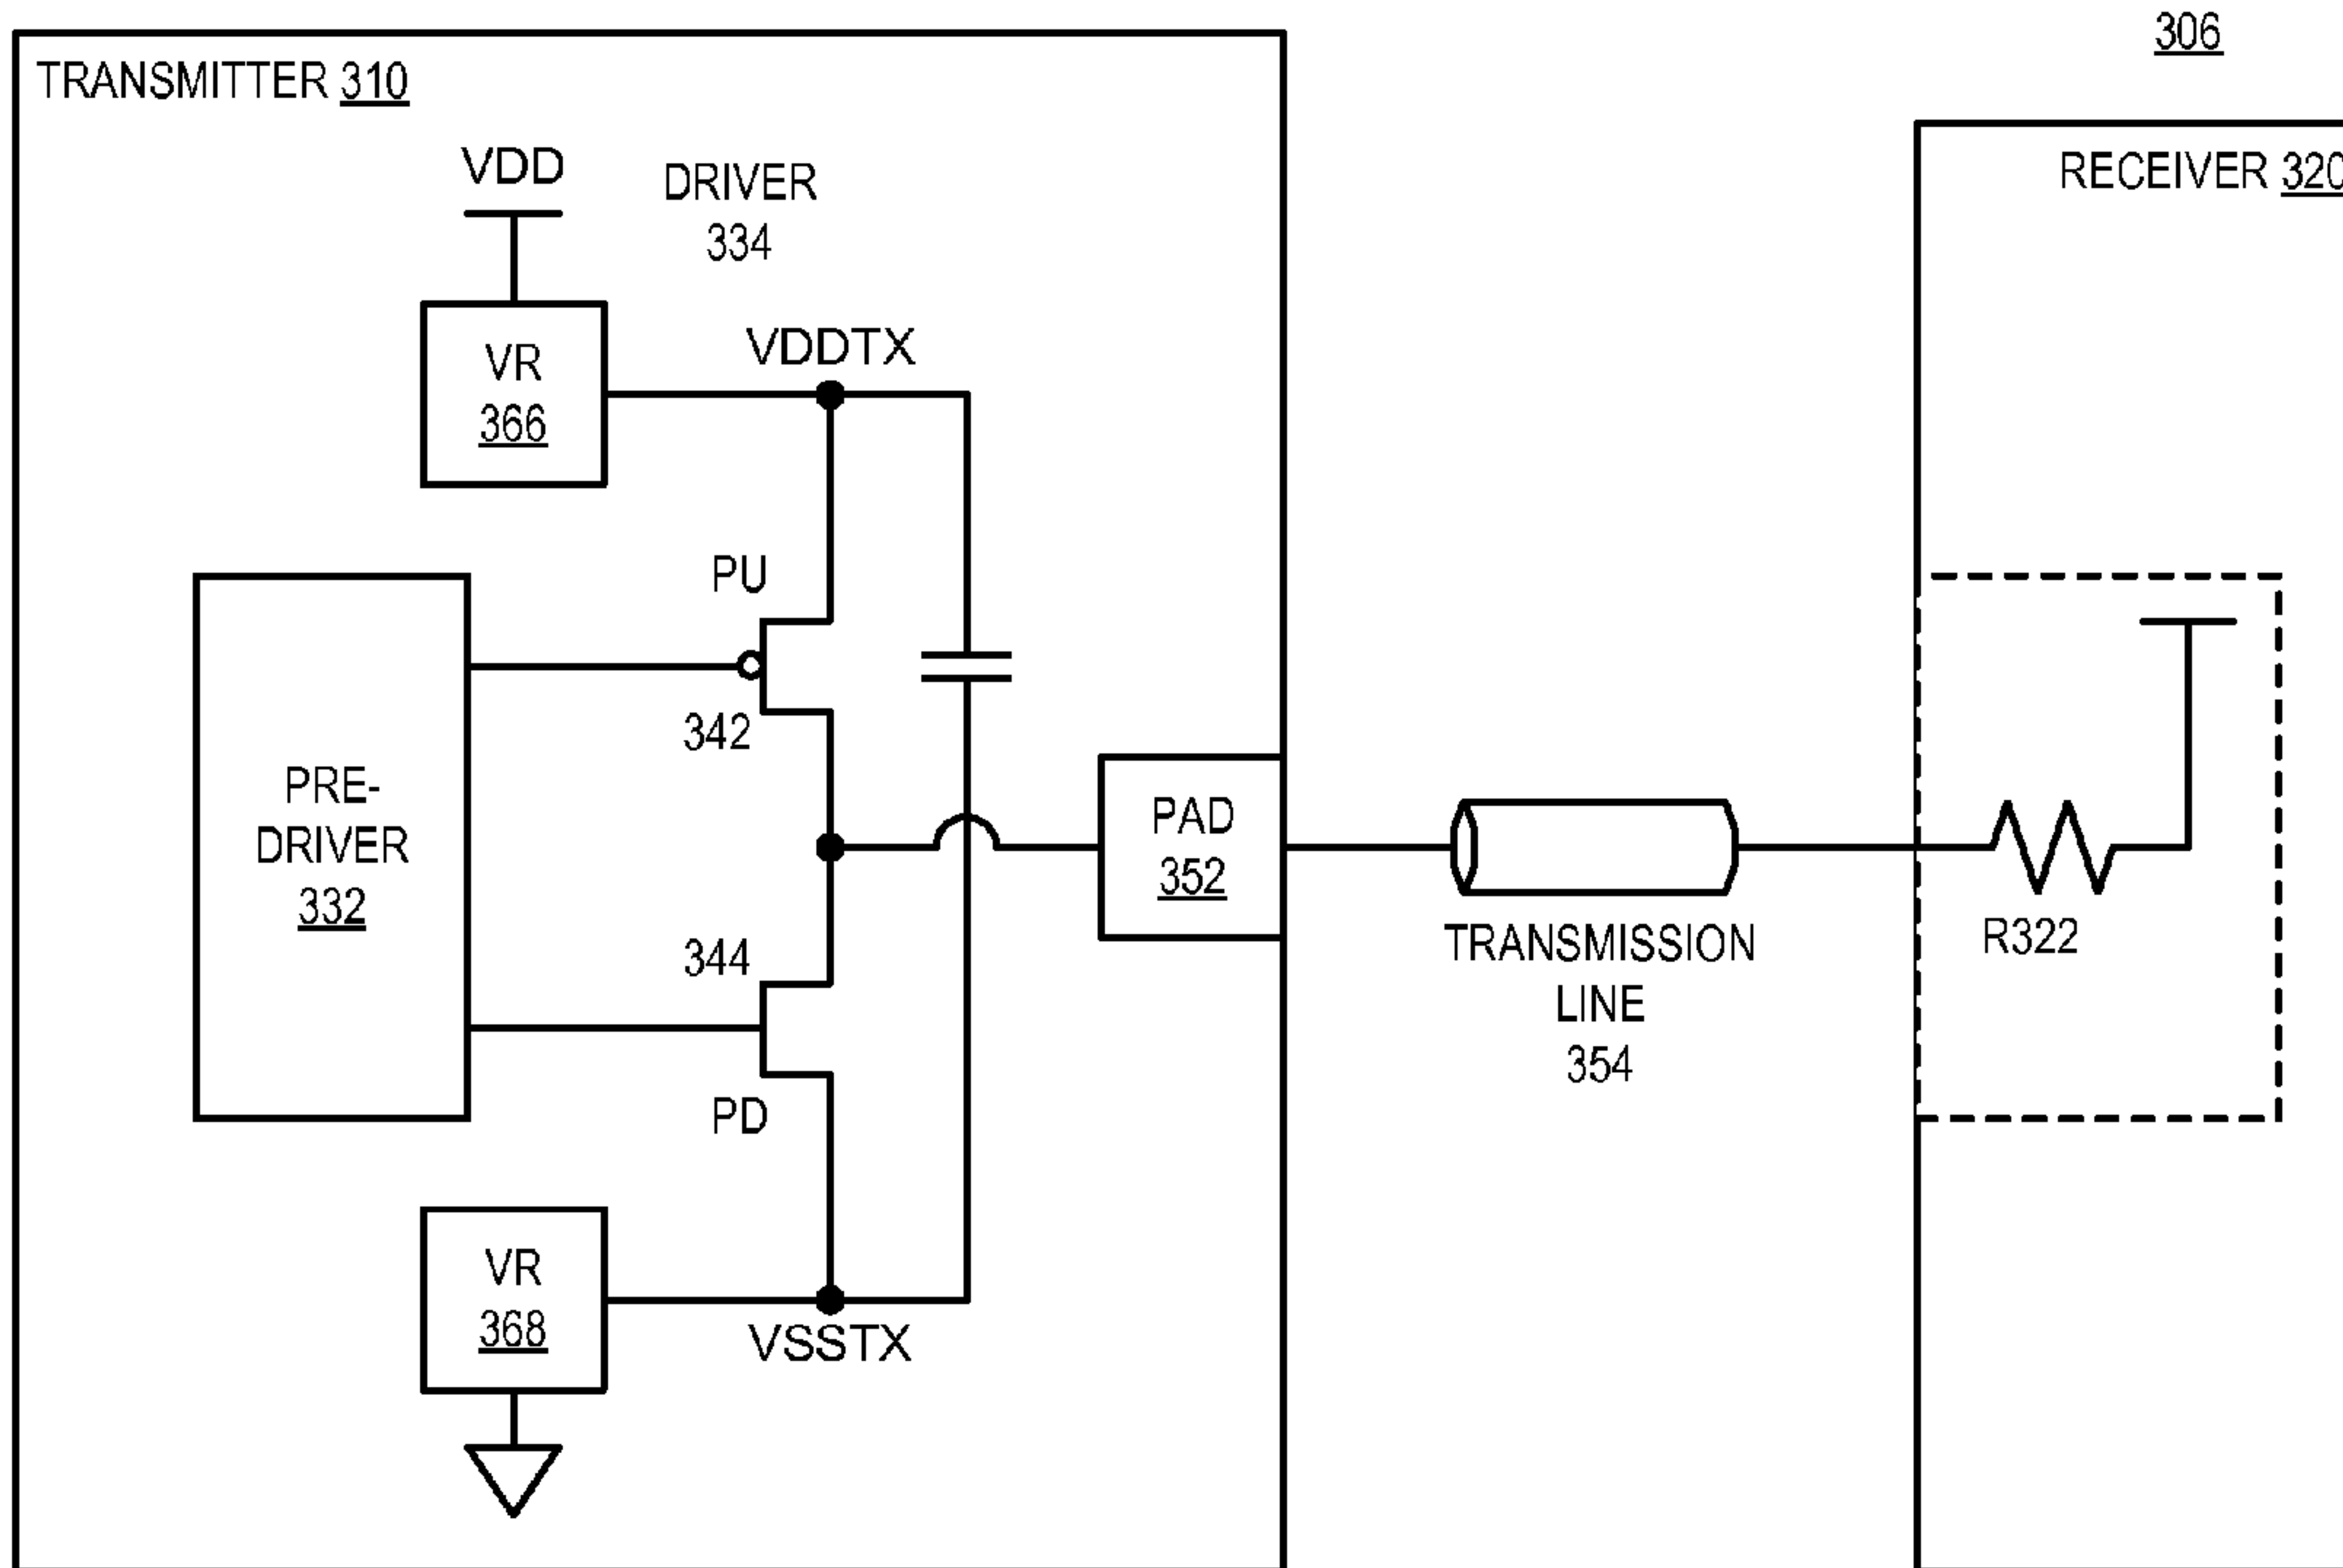 306
TRANSMITTER 310
RECEIVER 320
VDD
DRIVER
334
VR
366
VDDTX
PU
342
PRE-
DRIVER
332
PAD
352
344
PD
TRANSMISSION
LINE
354
R322
VR
368
VSSTX